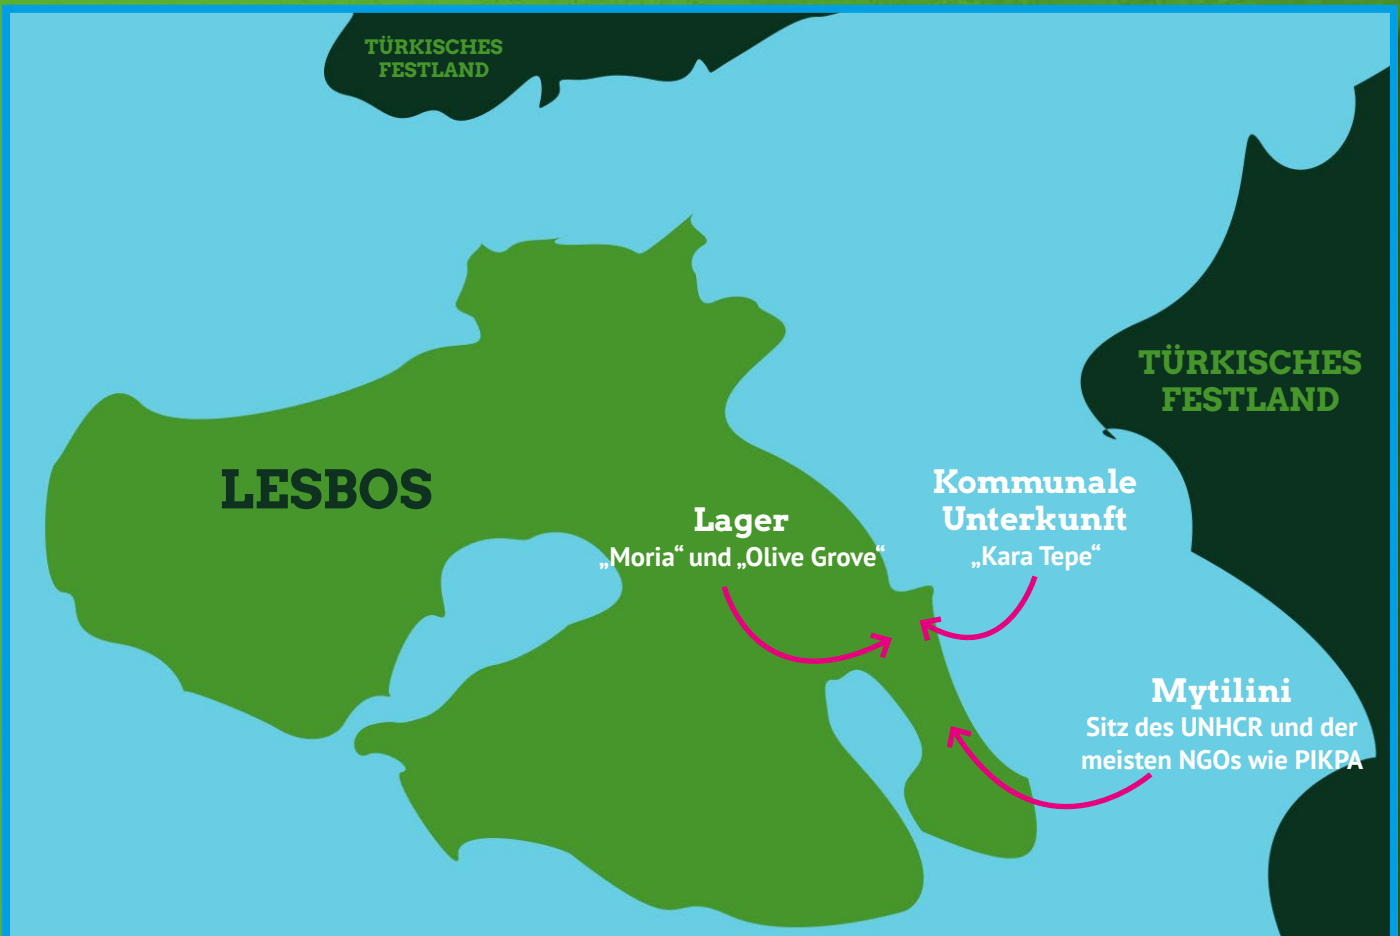 TÜRKISCHES
FESTLAND
TÜRKISCHES
FESTLAND
LESBOS
Lager
„Moria“ und „Olive Grove“
Kommunale
Unterkunft
„Kara Tepe“
Mytilini
Sitz des UNHCR und der
meisten NGOs wie PIKPA